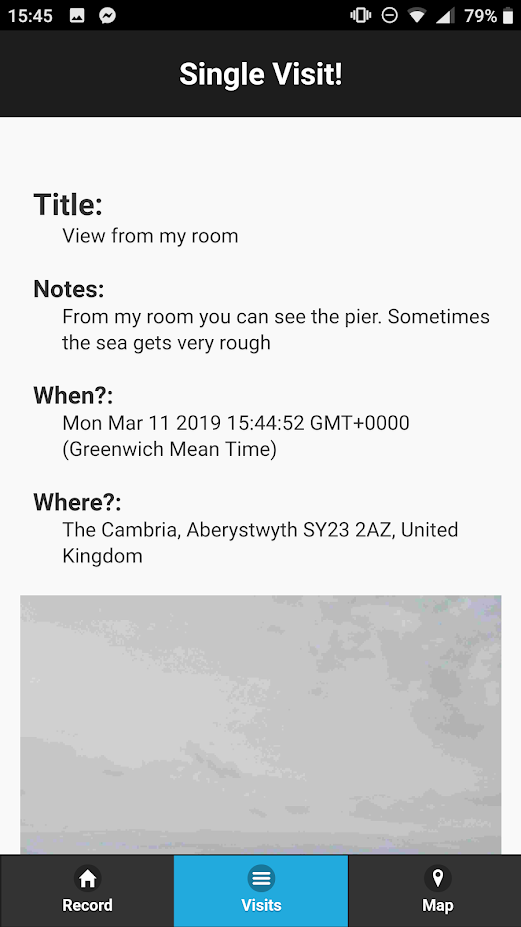 15:45
79%
Single Visit!
Title:
View from my room
Notes:
From my room you can see the pier. Sometimes
the sea gets very rough
When?:
Mon Mar 11 2019 15:44:52 GMT+0000
(Greenwich Mean Time)
Where?:
The Cambria, Aberystwyth SY23 2AZ, United
Kingdom
Record
Visits
Map